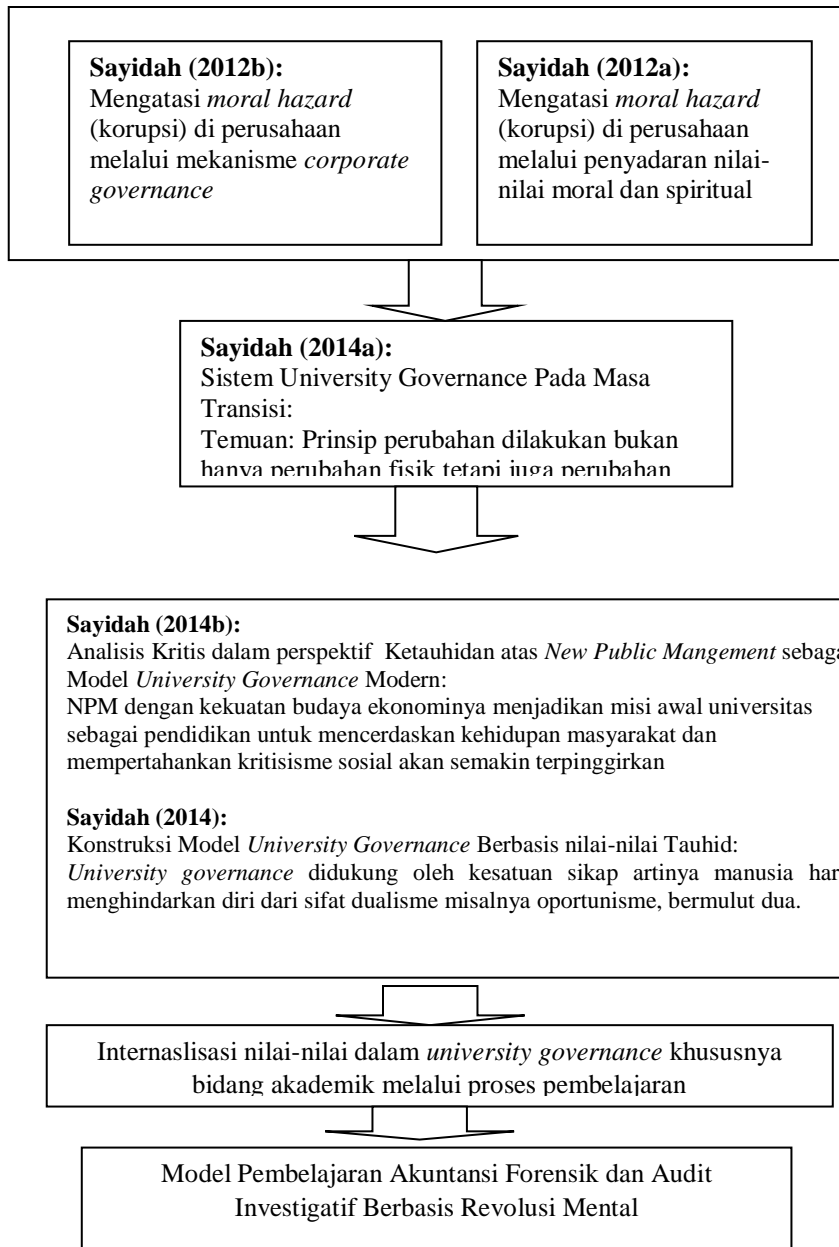 Sayidah (2012b):
Mengatasi moral hazard
(korupsi) di perusahaan
melalui mekanisme corporate
governance
Sayidah (2012a):
Mengatasi moral hazard
(korupsi) di perusahaan
melalui penyadaran nilai-
nilai moral dan spiritual
Sayidah (2014a):
Sistem University Governance Pada Masa
Transisi:
Temuan: Prinsip perubahan dilakukan bukan
hanya perubahan fisik tetapi juga perubahan
Sayidah (2014b):
Analisis Kritis dalam perspektif Ketauhidan atas New Public Mangement sebaga
Model University Governance Modern:
NPM dengan kekuatan budaya ekonominya menjadikan misi awal universitas
sebagai pendidikan untuk mencerdaskan kehidupan masyarakat dan
mempertahankan kritisisme sosial akan semakin terpinggirkan
Sayidah (2014):
Konstruksi Model University Governance Berbasis nilai-nilai Tauhid:
University governance didukung oleh kesatuan sikap artinya manusia har
menghindarkan diri dari sifat dualisme misalnya oportunisme, bermulut dua.
Internaslisasi nilai-nilai dalam university governance khususnya
bidang akademik melalui proses pembelajaran
Model Pembelajaran Akuntansi Forensik dan Audit
Investigatif Berbasis Revolusi Mental